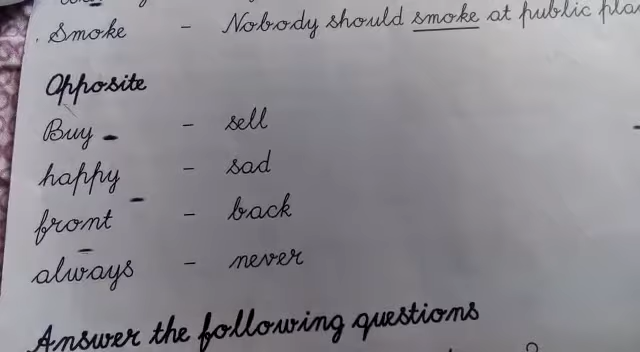 Smoke - Nobody should smoke at public
Opposite
Buy - sell
happy - sad
front - back
always - never
Answer the following questions